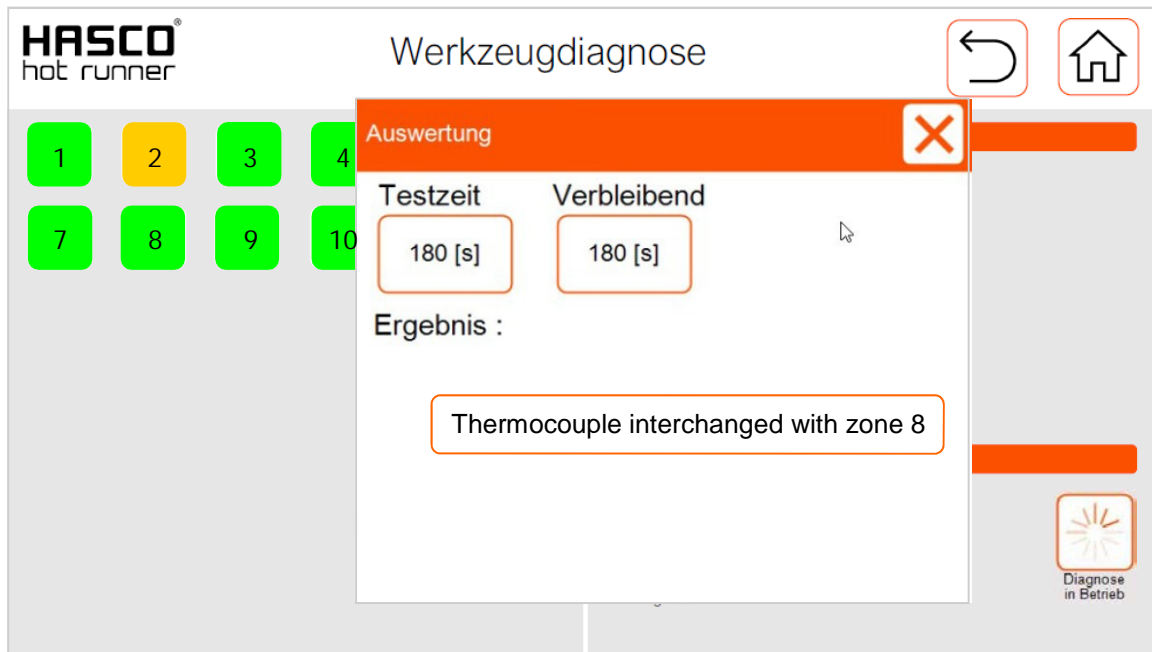 HASCO®
hot runner
Werkzeugdiagnose
1 2 3 4
7 8 9 10
Auswertung
Testzeit Verbleibend
180 [s] 180 [s]
Ergebnis :
Thermocouple interchanged with zone 8
Diagnose
in Betrieb